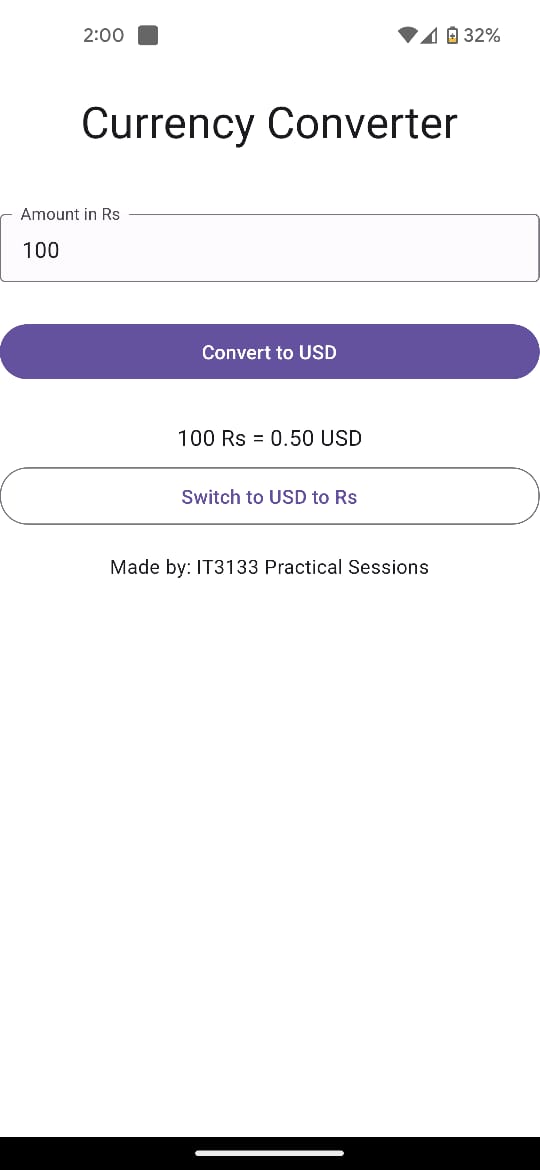 2:00 32%
Currency Converter
Amount in Rs
100
Convert to USD
100 Rs = 0.50 USD
Switch to USD to Rs
Made by: IT3133 Practical Sessions